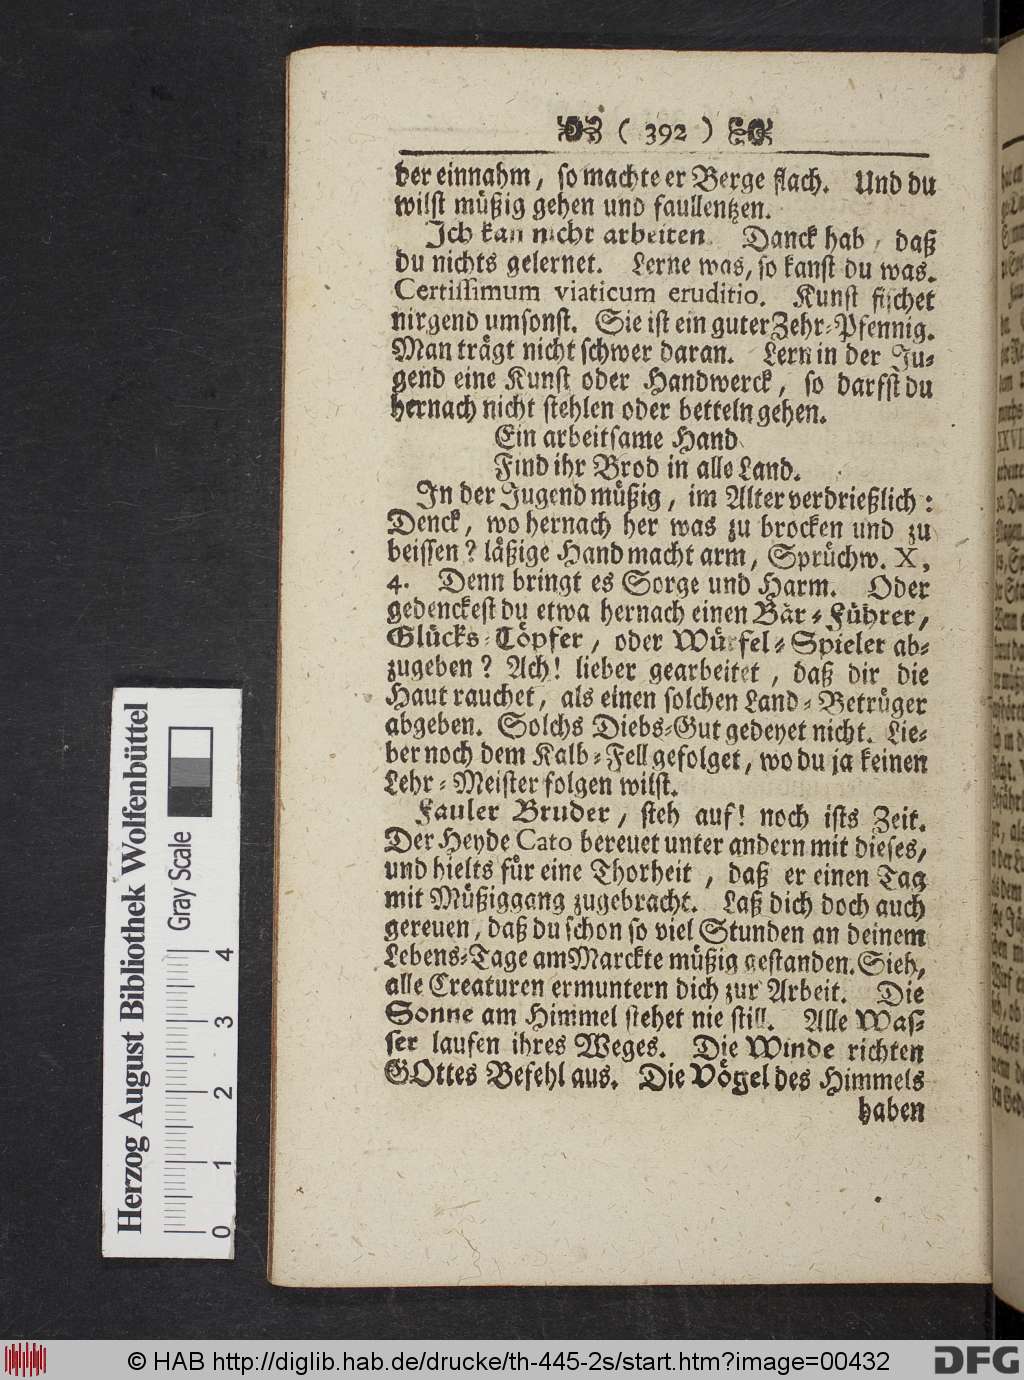 ( 392 )
der einnahm, so machte er Berge flach. Und du
wilst müßig gehen und faullentzen.
Ich kan nicht arbeiten. Danck hab, daß
du nichts gelernet. Lerne was, so kanst du was.
Certissimum viaticum eruditio. Kunst fischet
nirgend umsonst. Sie ist ein guter Zehr-Pfennig.
Man trägt nicht schwer daran. Lern in der Ju-
gend eine Kunst oder Handwerck, so darfst du
hernach nicht stehlen oder betteln gehen.
Ein arbeitsame Hand
Find ihr Brod in alle Land.
In der Jugend müßig, im Alter verdrießlich:
Denck, wo hernach her was zu brocken und zu
beissen? läßige Hand macht arm, Sprüchw. X,
4. Denn bringt es Sorge und Harm. Oder
gedenckest du etwa hernach einen Bär-Führer,
Glücks-Töpfer, oder Würfel-Spieler ab-
zugeben? Ach! lieber gearbeitet, daß dir die
Haut rauchet, als einen solchen Land-Betrüger
abgeben. Solchs Diebs-Gut gedeyet nicht. Lie-
ber noch dem Kalb-Fell gefolget, wo du ja keinen
Lehr-Meister folgen wilst.
Fauler Bruder, steh auf! noch ists Zeit.
Der Heyde Cato bereuet unter andern mit dieses,
und hielts für eine Thorheit, daß er einen Tag
mit Müßiggang zugebracht. Laß dich doch auch
gereuen, daß du schon so viel Stunden an deinem
Lebens-Tage am Marckte müßig gestanden. Sieh,
alle Creaturen ermuntern dich zur Arbeit. Die
Sonne am Himmel stehet nie still. Alle Was-
ser laufen ihres Weges. Die Winde richten
GOttes Befehl aus. Die Vögel des Himmels
haben
Herzog August Bibliothek Wolfenbüttel
Gray Scale
0 1 2 3 4
© HAB http://diglib.hab.de/drucke/th-445-2s/start.htm?image=00432
DFG